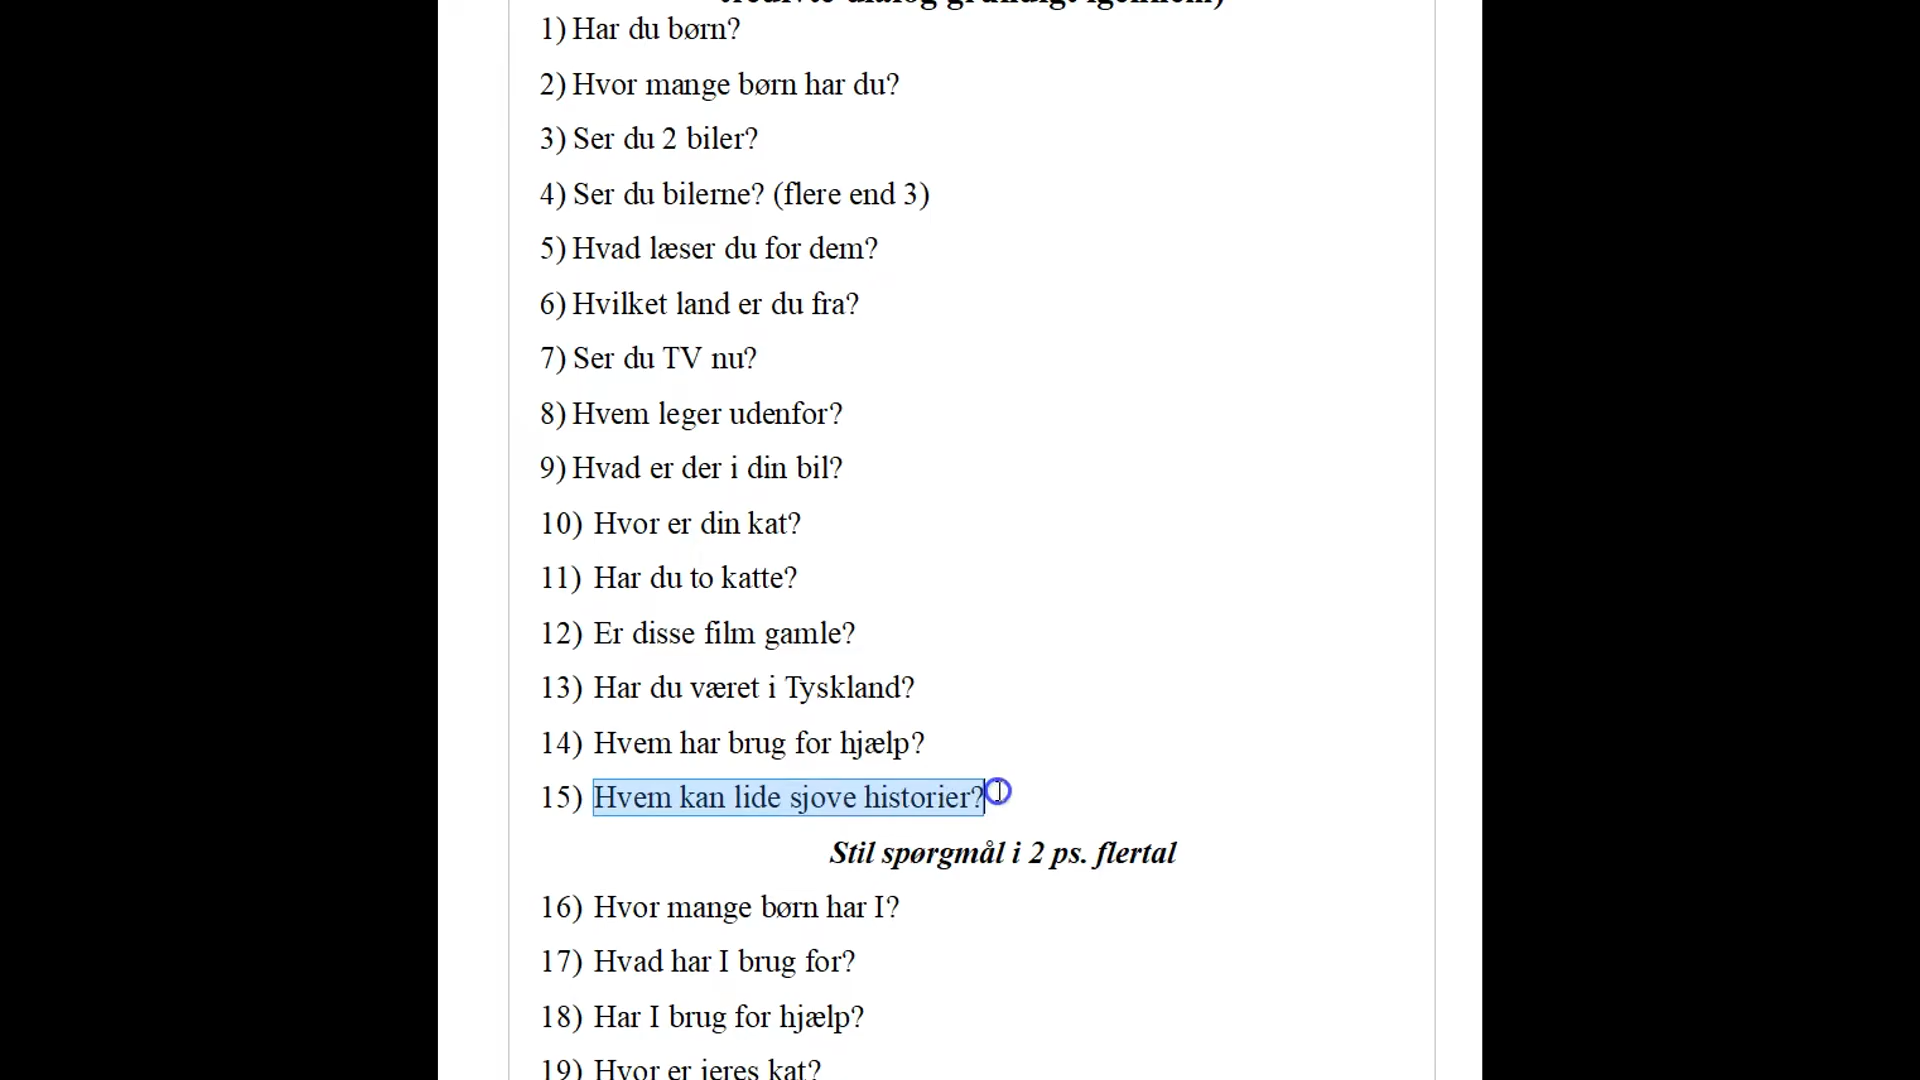 dialog grundigt igennem)
1) Har du børn?
2) Hvor mange børn har du?
3) Ser du 2 biler?
4) Ser du bilerne? (flere end 3)
5) Hvad læser du for dem?
6) Hvilket land er du fra?
7) Ser du TV nu?
8) Hvem leger udenfor?
9) Hvad er der i din bil?
10) Hvor er din kat?
11) Har du to katte?
12) Er disse film gamle?
13) Har du været i Tyskland?
14) Hvem har brug for hjælp?
15) Hvem kan lide sjove historier?
Stil spørgmål i 2 ps. flertal
16) Hvor mange børn har I?
17) Hvad har I brug for?
18) Har I brug for hjælp?
19) Hvor er jeres kat?